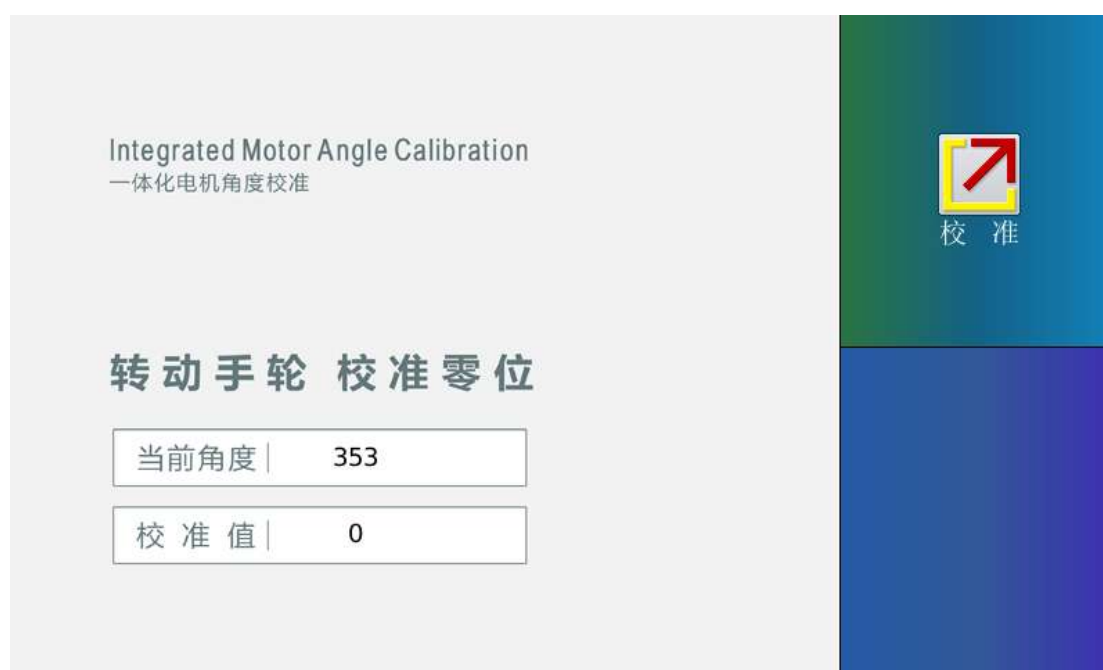 Integrated Motor Angle Calibration
一体化电机角度校准
校 准
转动手轮 校准零位
当前角度 353
校 准 值 0